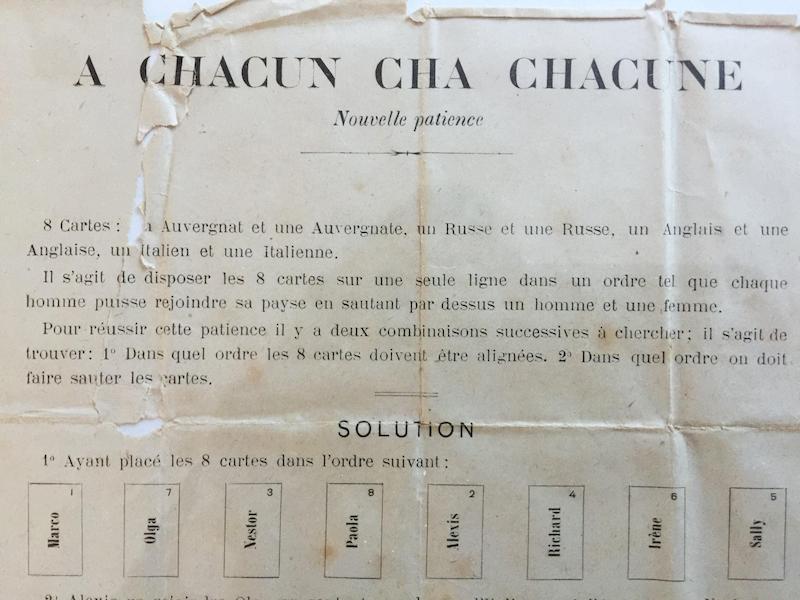 A CHACUN CHA CHACUNE
Nouvelle patience
8 Cartes : Auvergnat et une Auvergnate, un Russe et une Russe, un Anglais et une
Anglaise, un Italien et une Italienne.
Il s'agit de disposer les 8 cartes sur une seule ligne dans un ordre tel que chaque
homme puisse rejoindre sa payse en sautant par dessus un homme et une femme.
Pour réussir cette patience il y a deux combinaisons successives à chercher; il s'agit de
trouver: 1º Dans quel ordre les 8 cartes doivent être alignées. 2º Dans quel ordre on doit
faire sauter les cartes.
SOLUTION
1º Ayant placé les 8 cartes dans l'ordre suivant :
1 7 3 8 2 4 6 5
Marco Olga Nestor Paola Alexis Richard Irène Sally